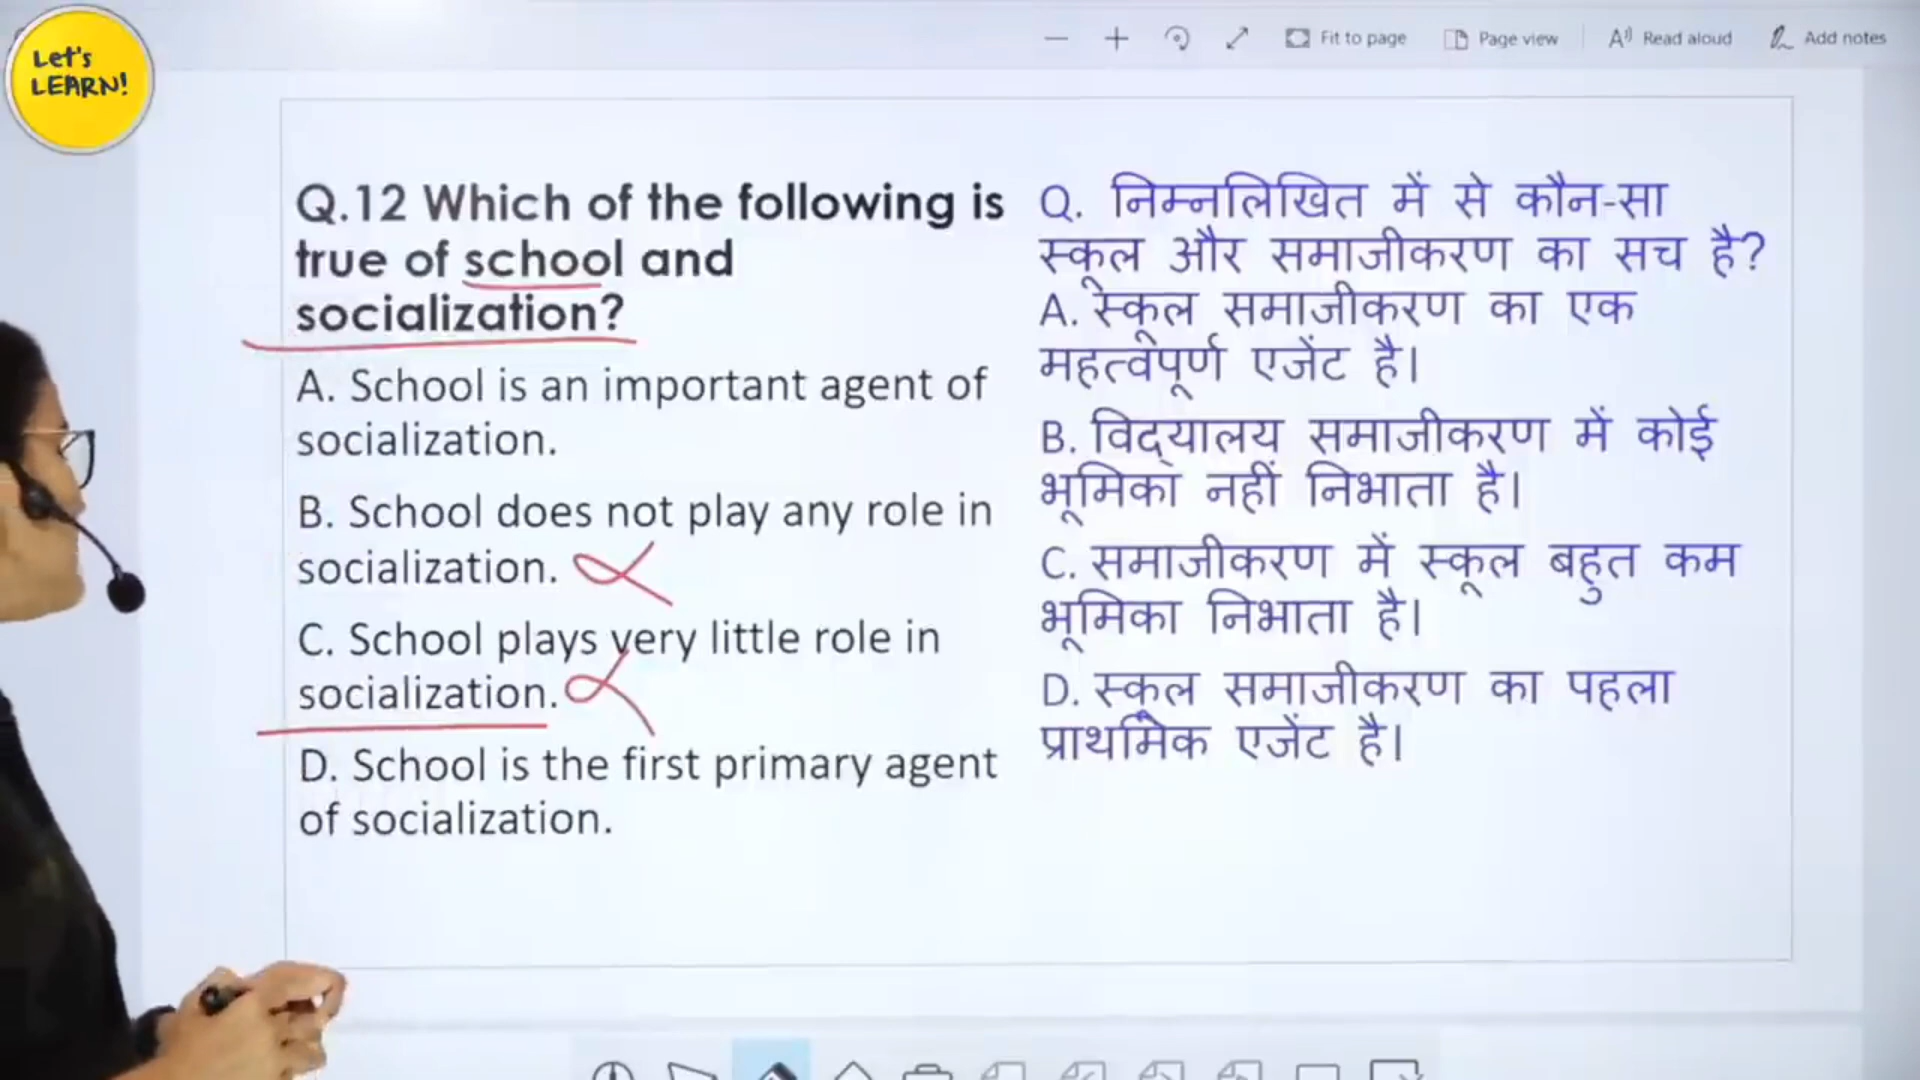 Let's
LEARN!
Fit to page
Page view
Read aloud
Add notes
Q.12 Which of the following is
true of school and
socialization?
A. School is an important agent of
socialization.
B. School does not play any role in
socialization.
C. School plays very little role in
socialization.
D. School is the first primary agent
of socialization.
Q. निम्नलिखित में से कौन-सा
स्कूल और समाजीकरण का सच है?
A. स्कूल समाजीकरण का एक
महत्वपूर्ण एजेंट है।
B. विद्यालय समाजीकरण में कोई
भूमिका नहीं निभाता है।
C. समाजीकरण में स्कूल बहुत कम
भूमिका निभाता है।
D. स्कूल समाजीकरण का पहला
प्राथमिक एजेंट है।